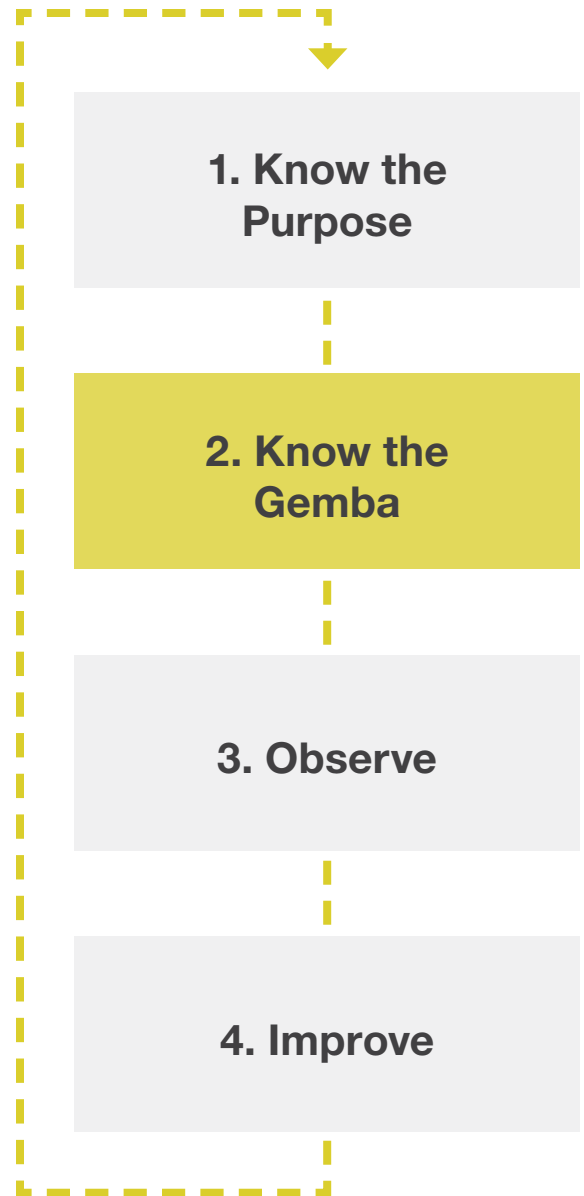 1. Know the
Purpose
2. Know the
Gemba
3. Observe
4. Improve